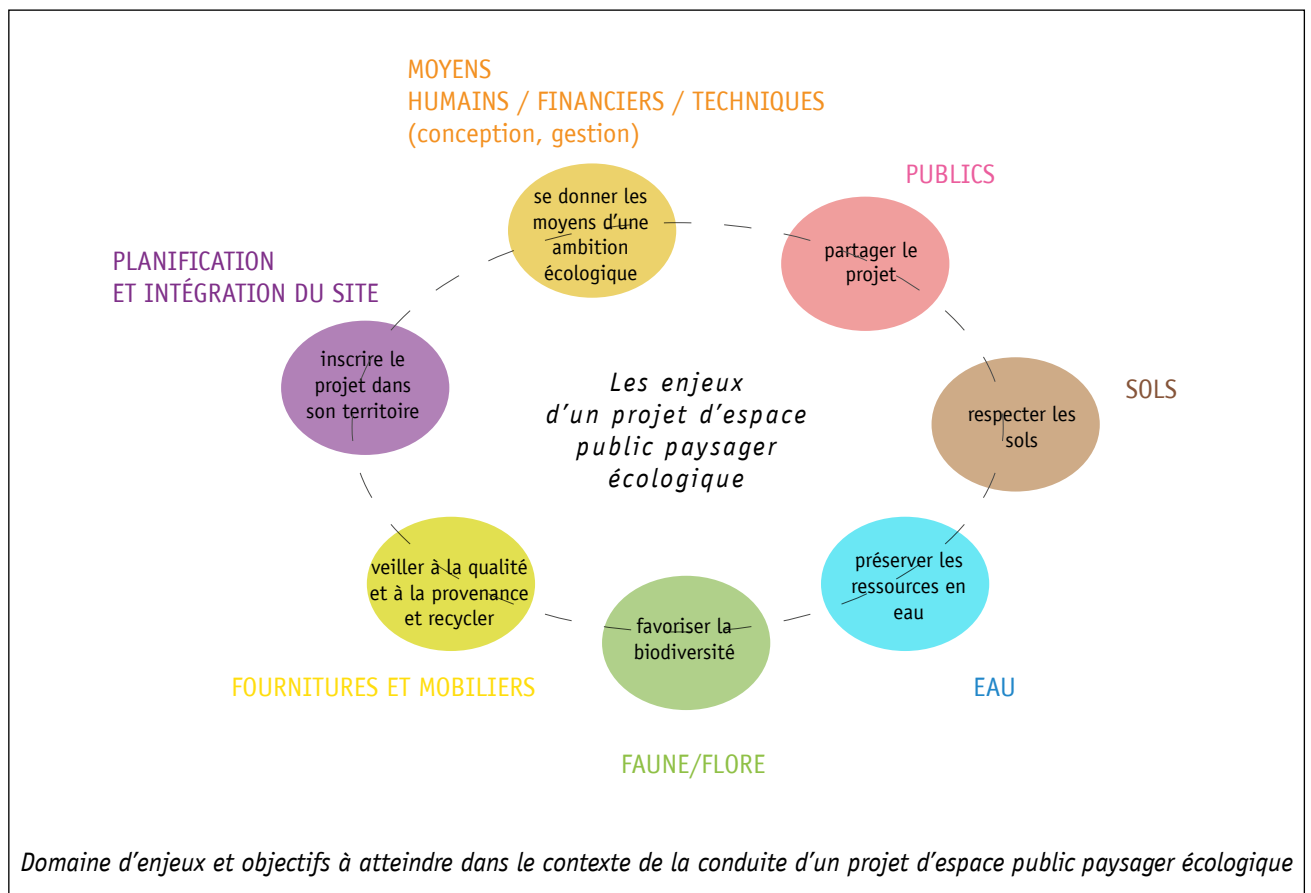 MOYENS
HUMAINS / FINANCIERS / TECHNIQUES
(conception, gestion)
se donner les
moyens d'une
ambition
écologique
PUBLICS
partager le
projet
PLANIFICATION
ET INTÉGRATION DU SITE
inscrire le
projet dans
son territoire
Les enjeux
d'un projet d'espace
public paysager
écologique
SOLS
respecter les
sols
veiller à la qualité
et à la provenance
et recycler
FOURNITURES ET MOBILIERS
favoriser la
biodiversité
FAUNE/FLORE
préserver les
ressources en
eau
EAU
Domaine d'enjeux et objectifs à atteindre dans le contexte de la conduite d'un projet d'espace public paysager écologique